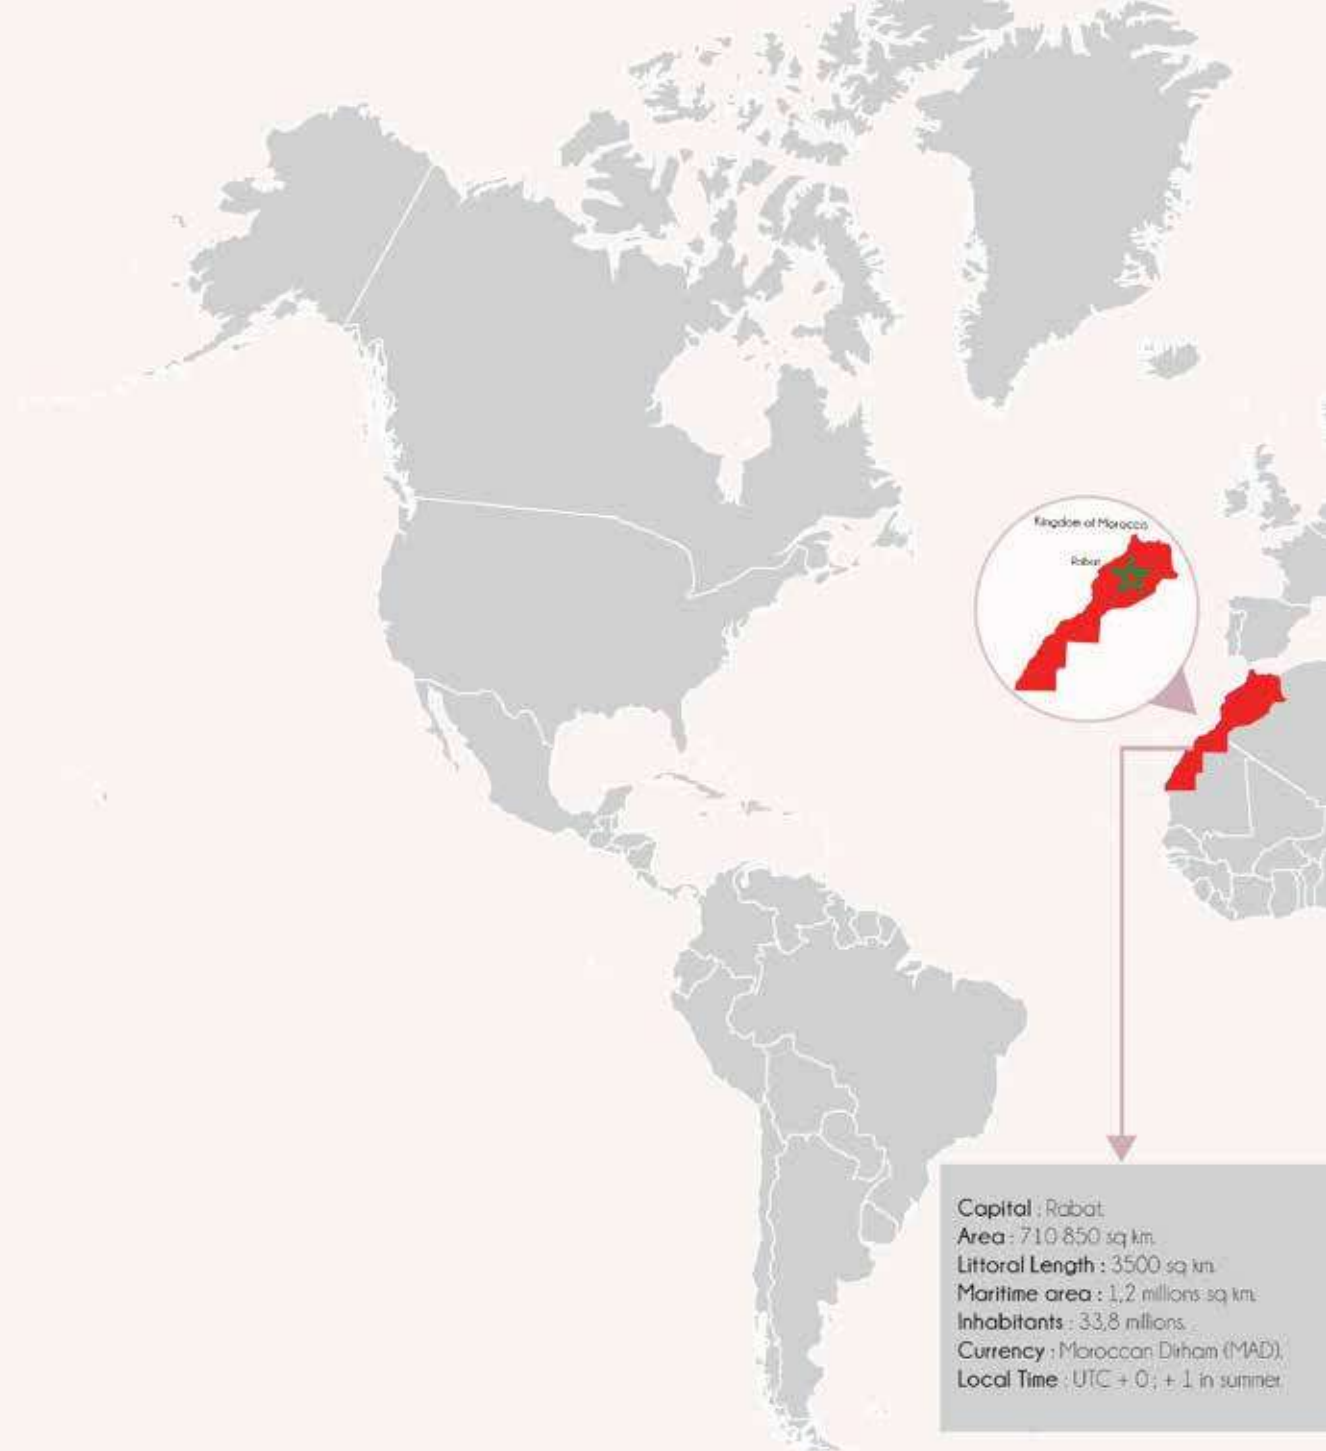 Kingdom of Morocco
Rabat
Capital : Rabat.
Area : 710 850 sq km.
Littoral Length : 3500 sq km.
Maritime area : 1,2 millions sq km.
Inhabitants : 33,8 millions.
Currency : Moroccan Dirham (MAD).
Local Time : UTC + 0 ; + 1 in summer.